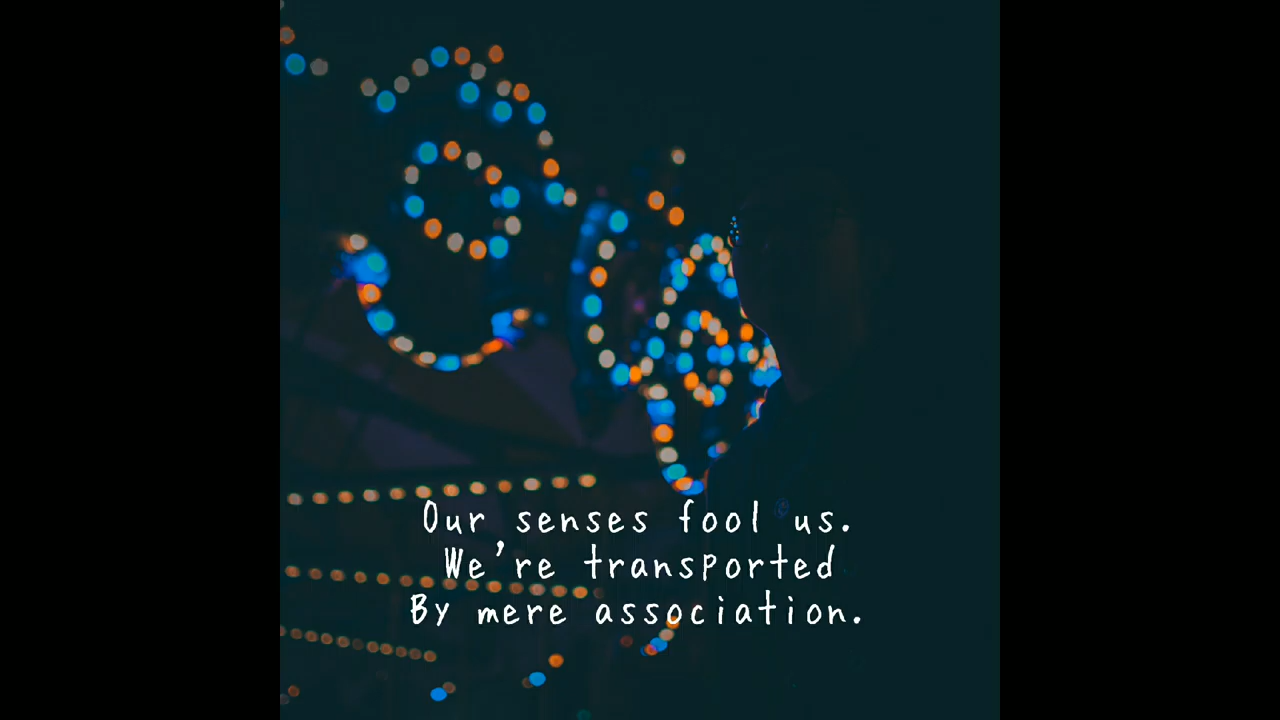 Our senses fool us.
We're transported
By mere association.